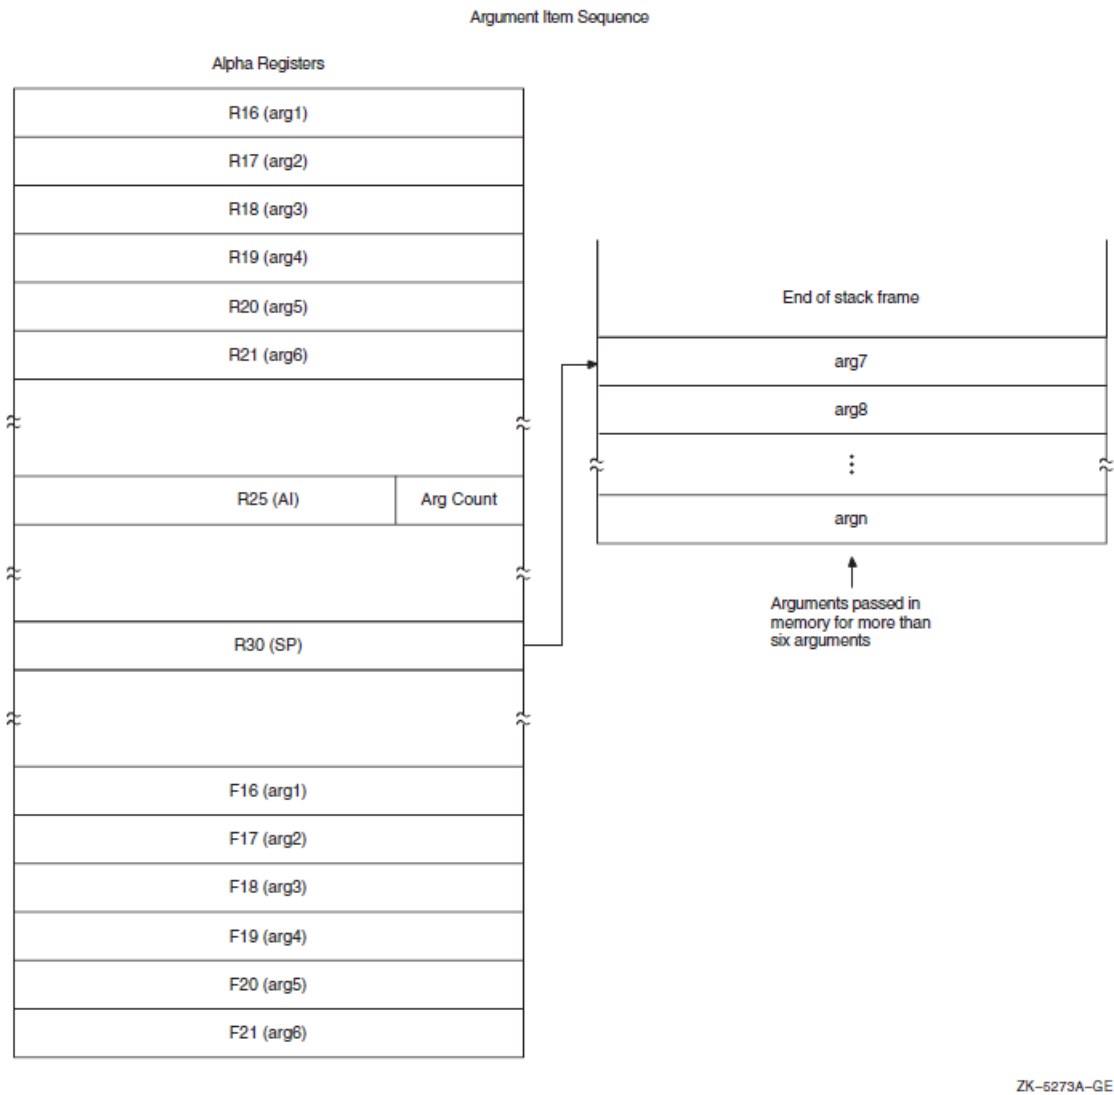 Argument Item Sequence
Alpha Registers
R16 (arg1)
R17 (arg2)
R18 (arg3)
R19 (arg4)
R20 (arg5)
R21 (arg6)
R25 (AI)
Arg Count
R30 (SP)
F16 (arg1)
F17 (arg2)
F18 (arg3)
F19 (arg4)
F20 (arg5)
F21 (arg6)
End of stack frame
arg7
arg8
⋮
argn
Arguments passed in
memory for more than
six arguments
ZK–5273A–GE